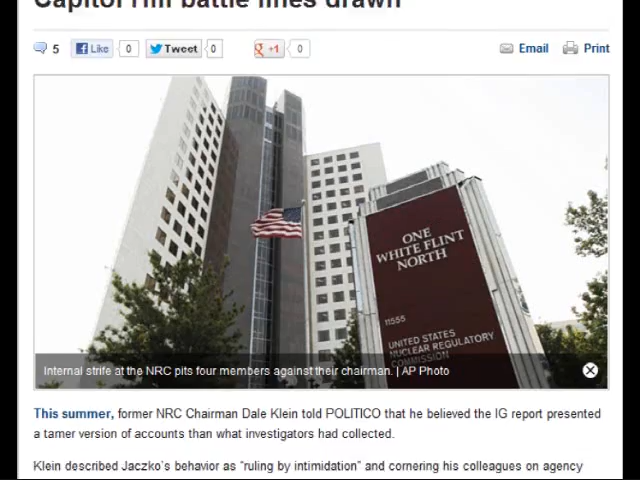 Capitol Hill battle lines drawn
5 Like 0 Tweet 0 +1 0 Email Print
ONE
WHITE FLINT
NORTH
11555
UNITED STATES
NUCLEAR REGULATORY
COMMISSION
Internal strife at the NRC pits four members against their chairman. | AP Photo
This summer, former NRC Chairman Dale Klein told POLITICO that he believed the IG report presented
a tamer version of accounts than what investigators had collected.
Klein described Jaczko's behavior as “ruling by intimidation” and cornering his colleagues on agency